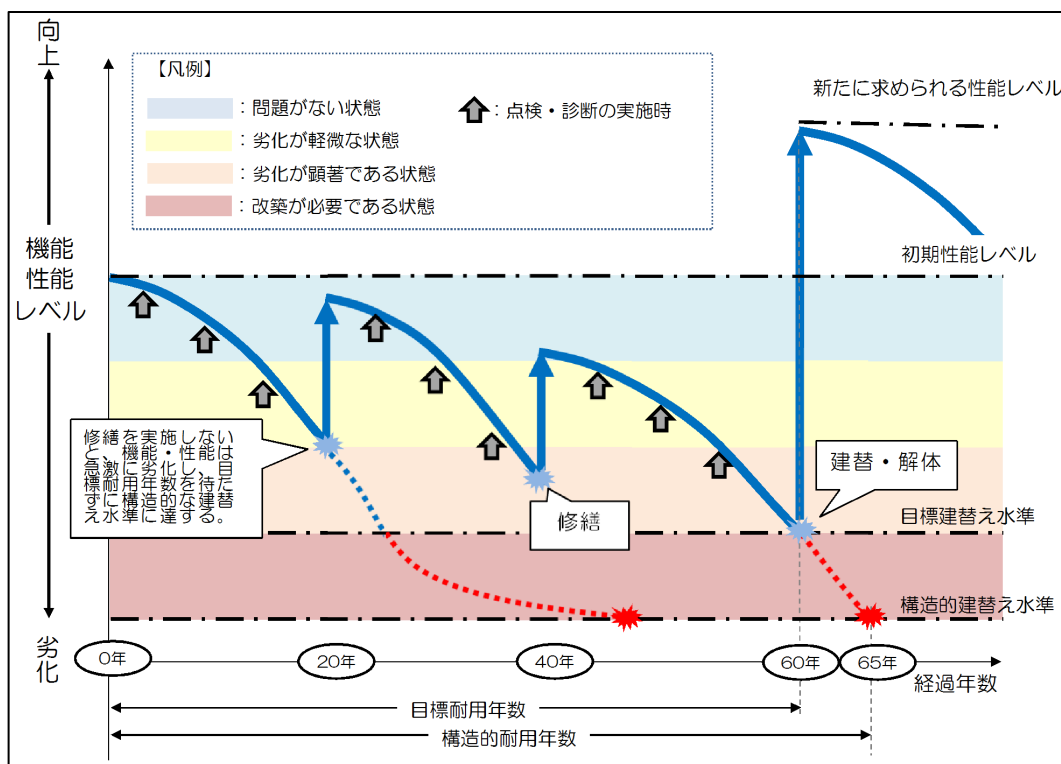 向上
機能
性能
レベル
劣化
【凡例】
：問題がない状態
：劣化が軽微な状態
：劣化が顕著である状態
：改築が必要である状態
：点検・診断の実施時
新たに求められる性能レベル
初期性能レベル
修繕を実施しない
と、機能・性能は
急激に劣化し、目
標耐用年数を待た
ずに構造的な建替
え水準に達する。
修繕
建替・解体
目標建替え水準
構造的建替え水準
0年
20年
40年
60年
65年
経過年数
目標耐用年数
構造的耐用年数